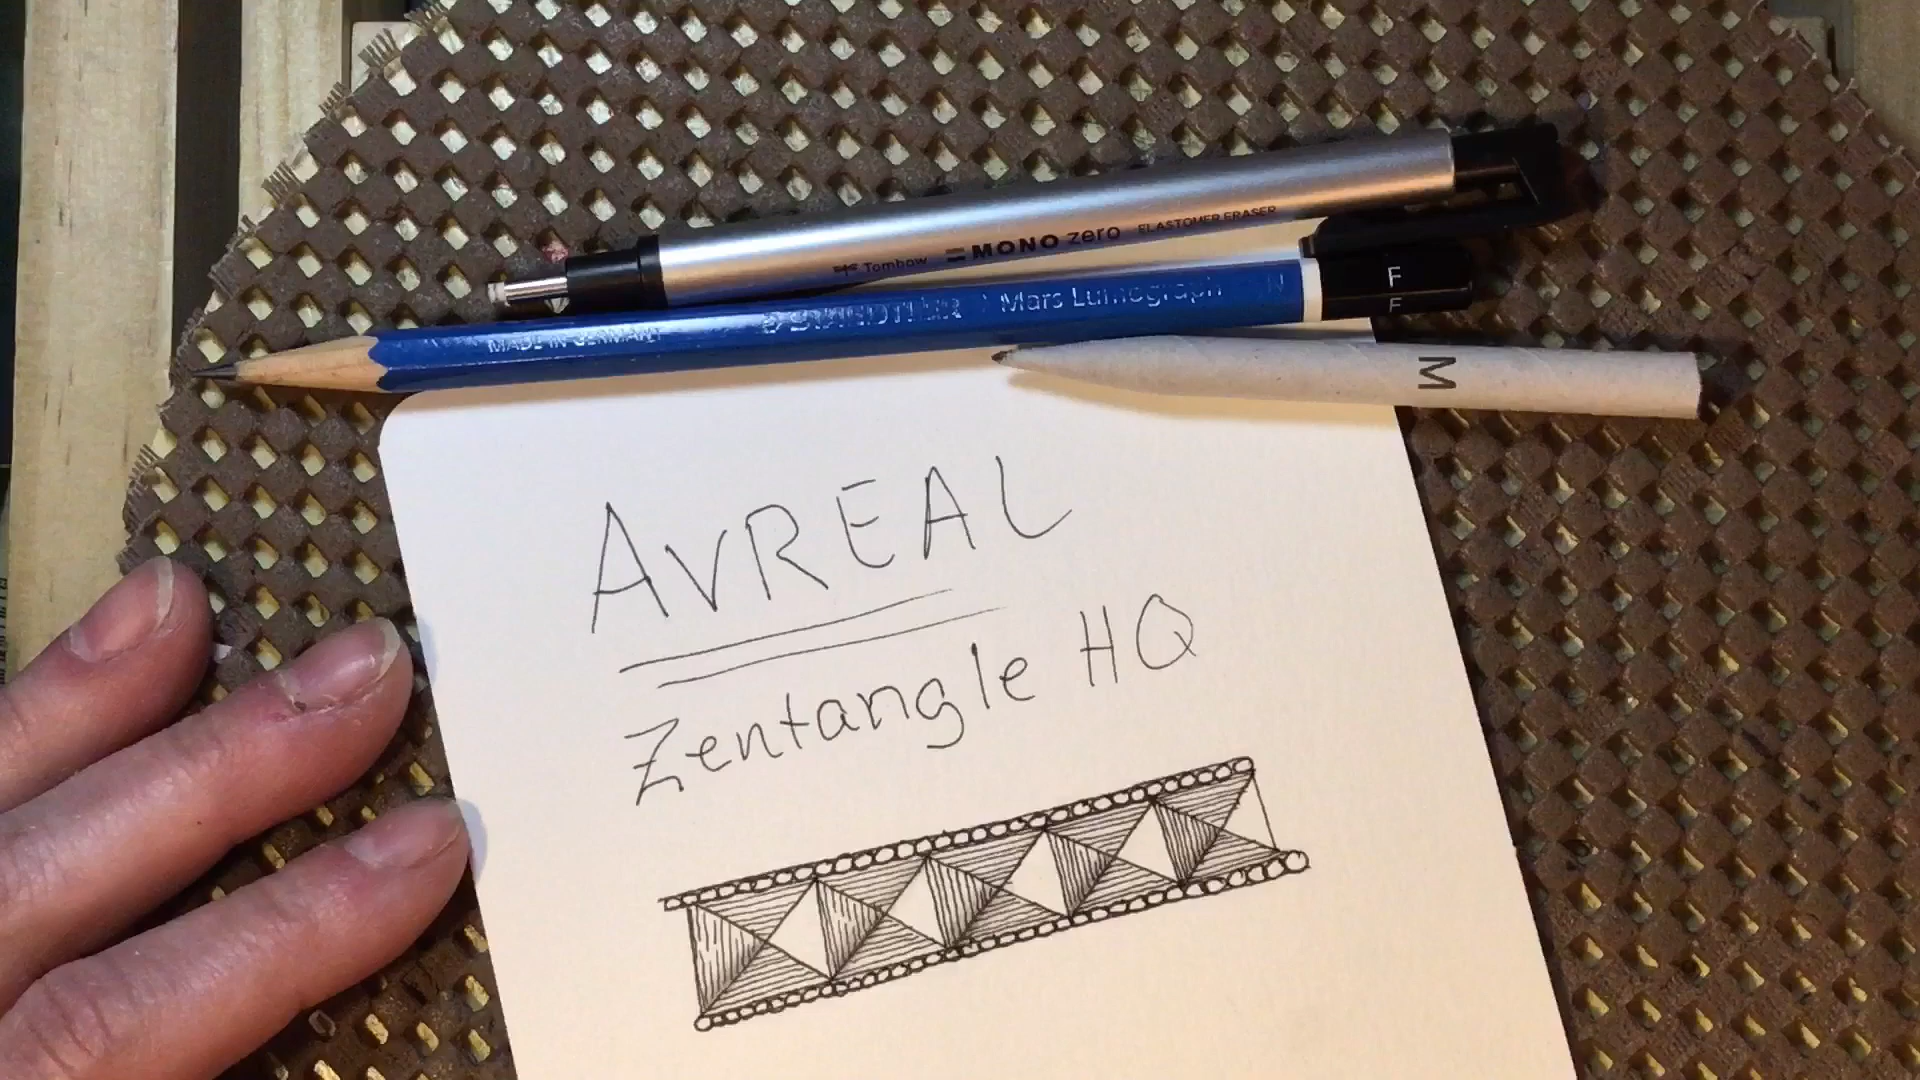 Tombow MONO zero ELASTOMER ERASER
MADE IN GERMANY STAEDTLER Mars Lumograph
F
F
M
AVREAL
Zentangle HQ